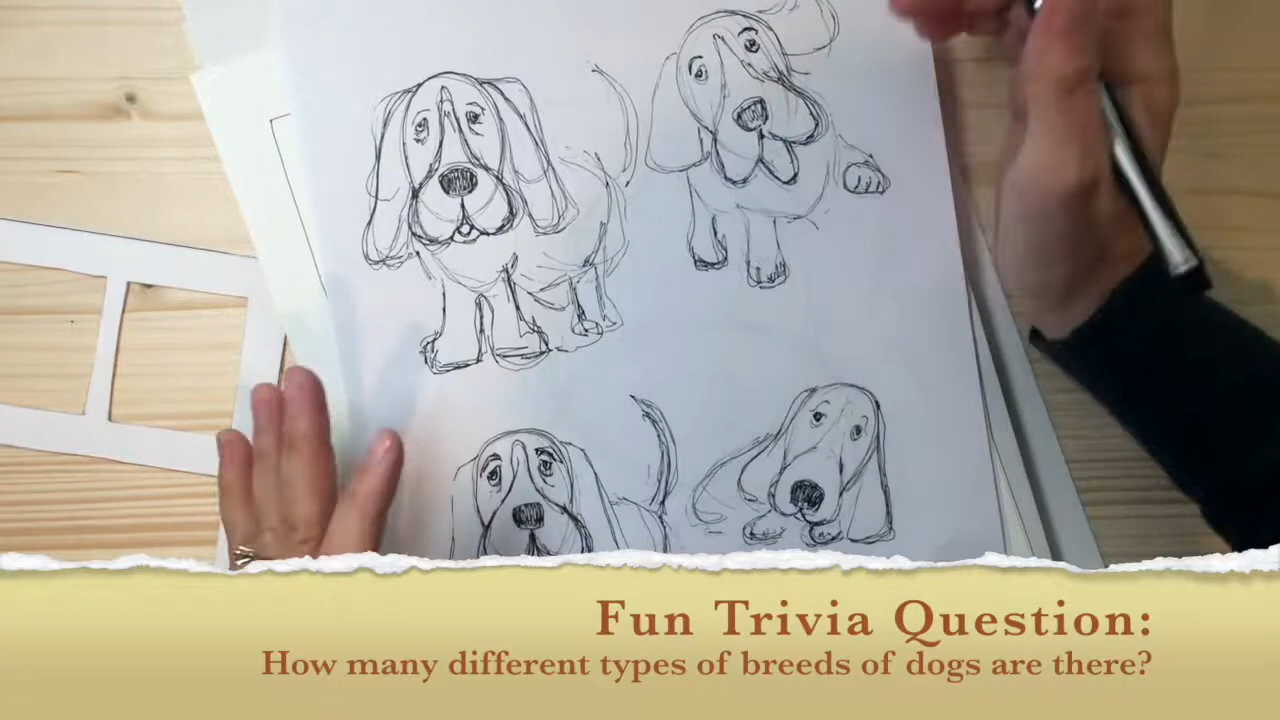 Fun Trivia Question:
How many different types of breeds of dogs are there?